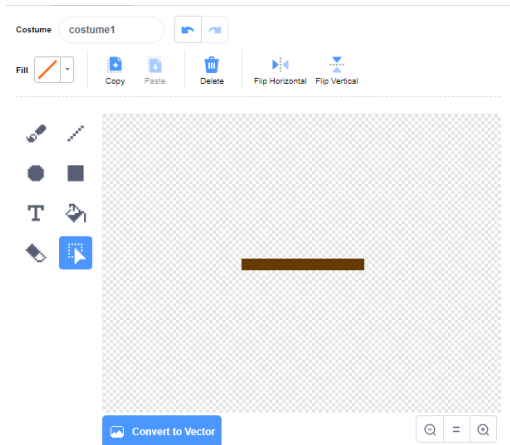 Costume costume1
Fill
Copy Paste Delete Flip Horizontal Flip Vertical
T
Convert to Vector